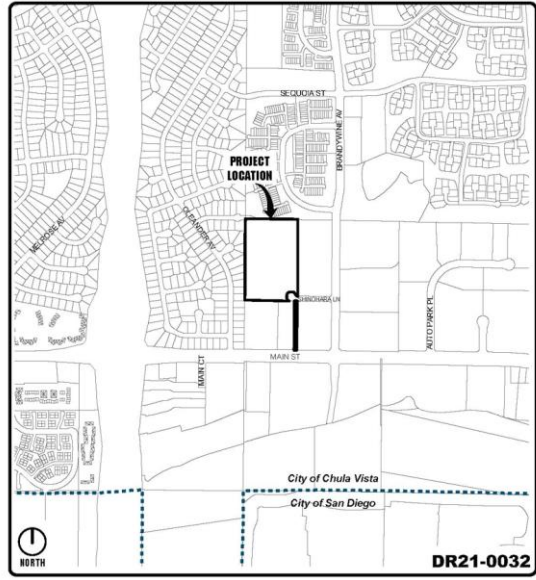 SEQUOIA ST
BRANDYWINE AV
PROJECT
LOCATION
OLEANDER AV
MELROSE AV
SHINOHARA LN
AUTO PARK PL
MAIN ST
MAIN CT
City of Chula Vista
City of San Diego
NORTH
DR21-0032